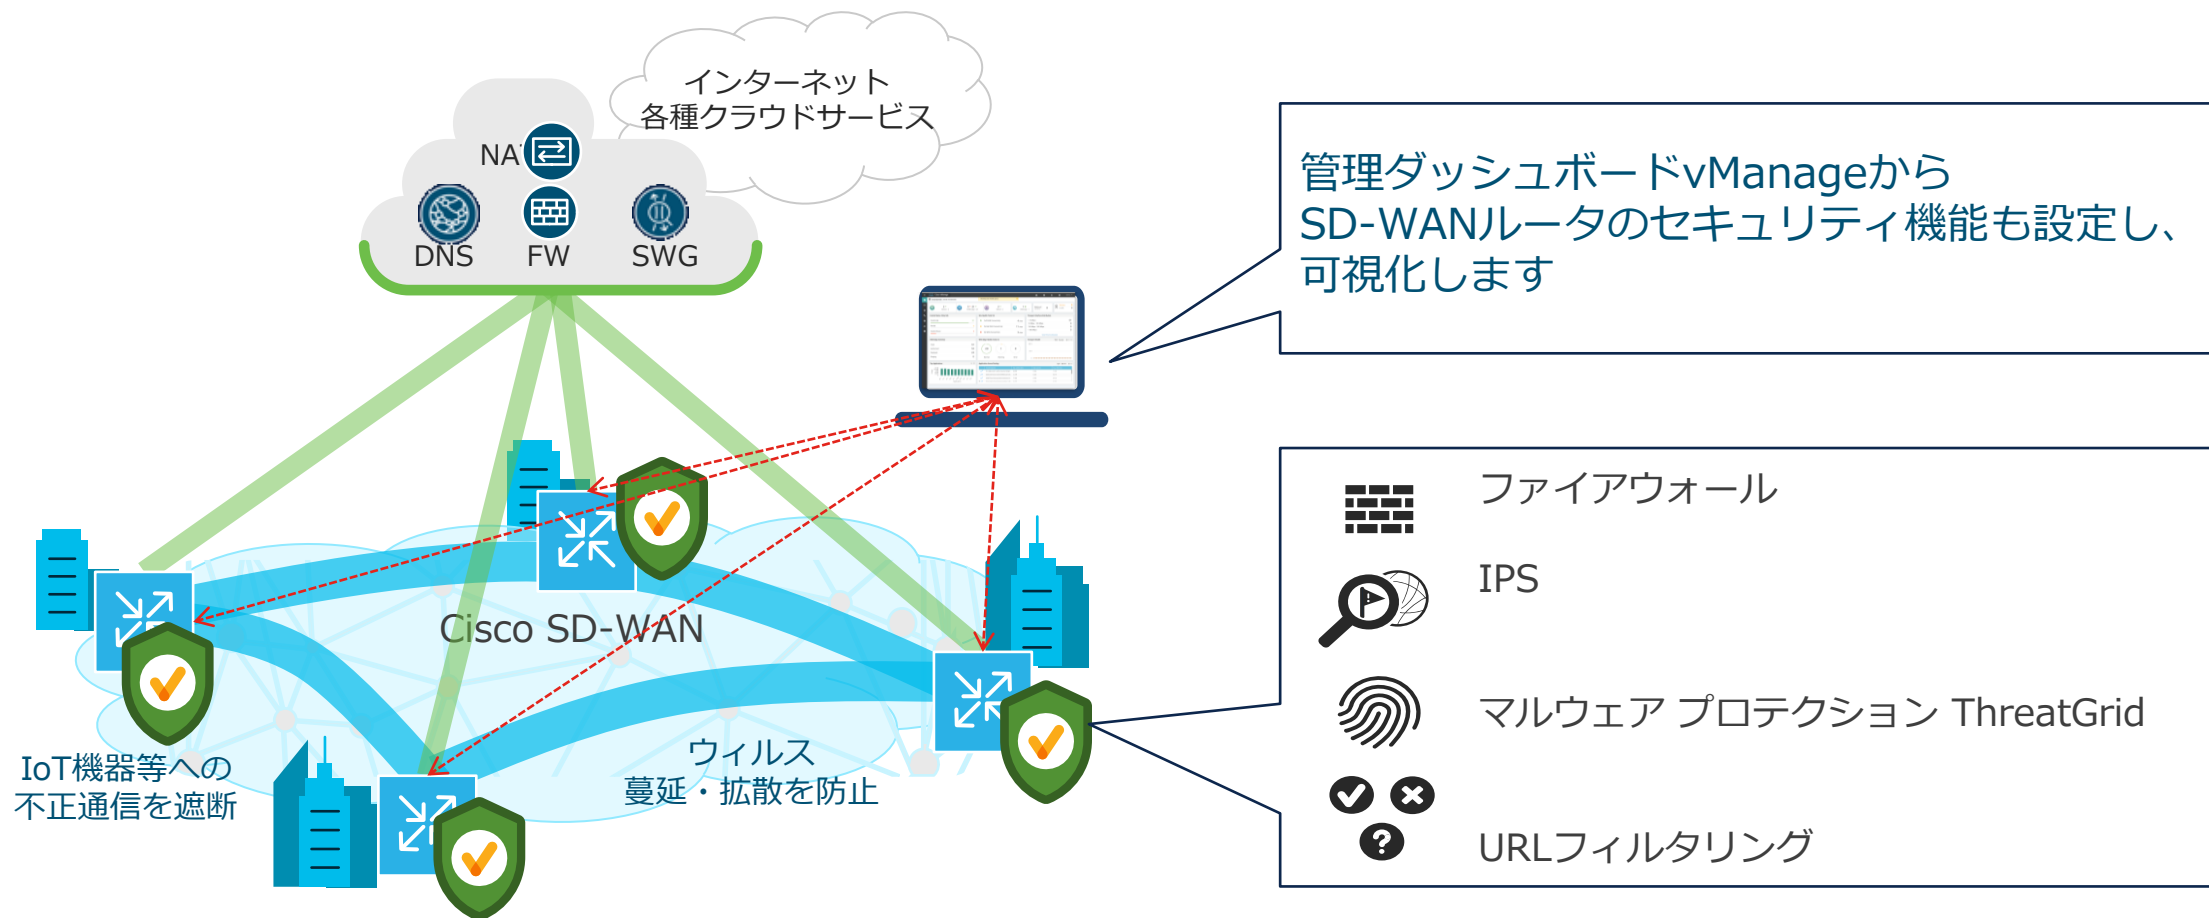 インターネット
各種クラウドサービス
NA
DNS
FW
SWG
管理ダッシュボードvManageから
SD-WANルータのセキュリティ機能も設定し、
可視化します
Cisco SD-WAN
IoT機器等への
不正通信を遮断
ウィルス
蔓延・拡散を防止
ファイアウォール
IPS
マルウェア プロテクション ThreatGrid
URLフィルタリング